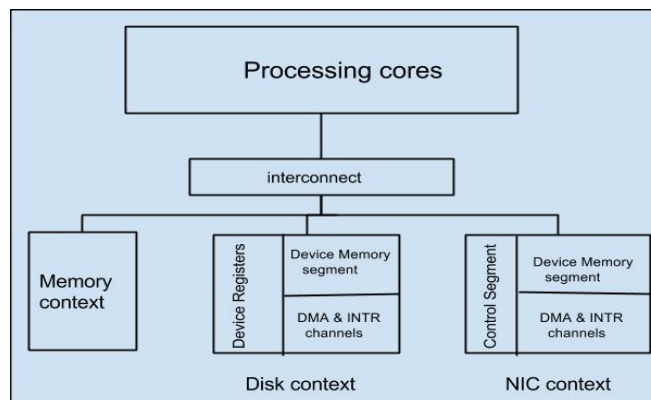 Processing cores
interconnect
Memory
context
Device Registers
Device Memory
segment
DMA & INTR
channels
Disk context
Control Segment
Device Memory
segment
DMA & INTR
channels
NIC context